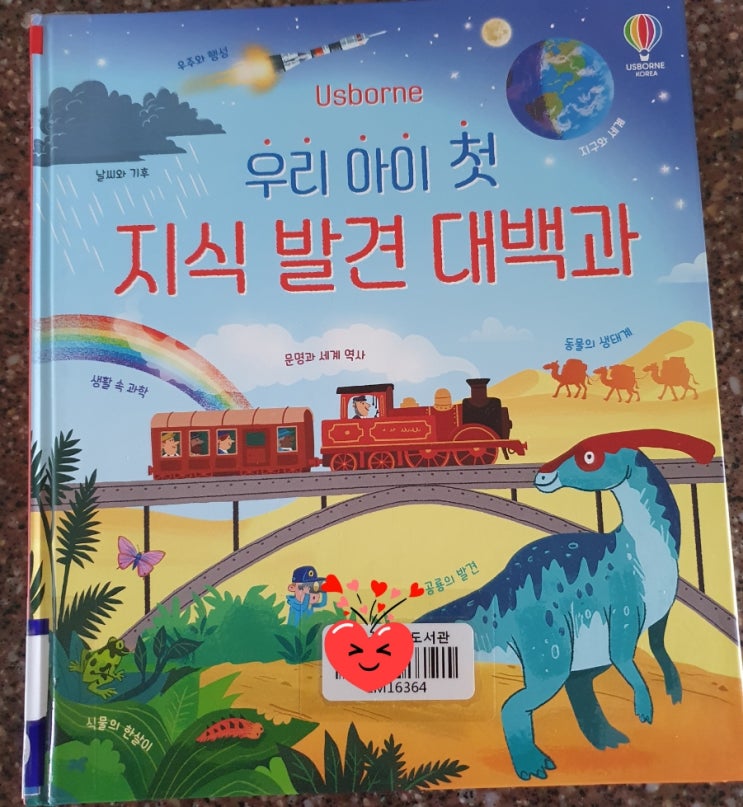 우주와 행성
Usborne
USBORNE
KOREA
지구와 세계
날씨와 기후
우리 아이 첫
지식 발견 대백과
문명과 세계 역사
동물의 생태계
생활 속 과학
공룡의 발견
도서관
M16364
식물의 한살이